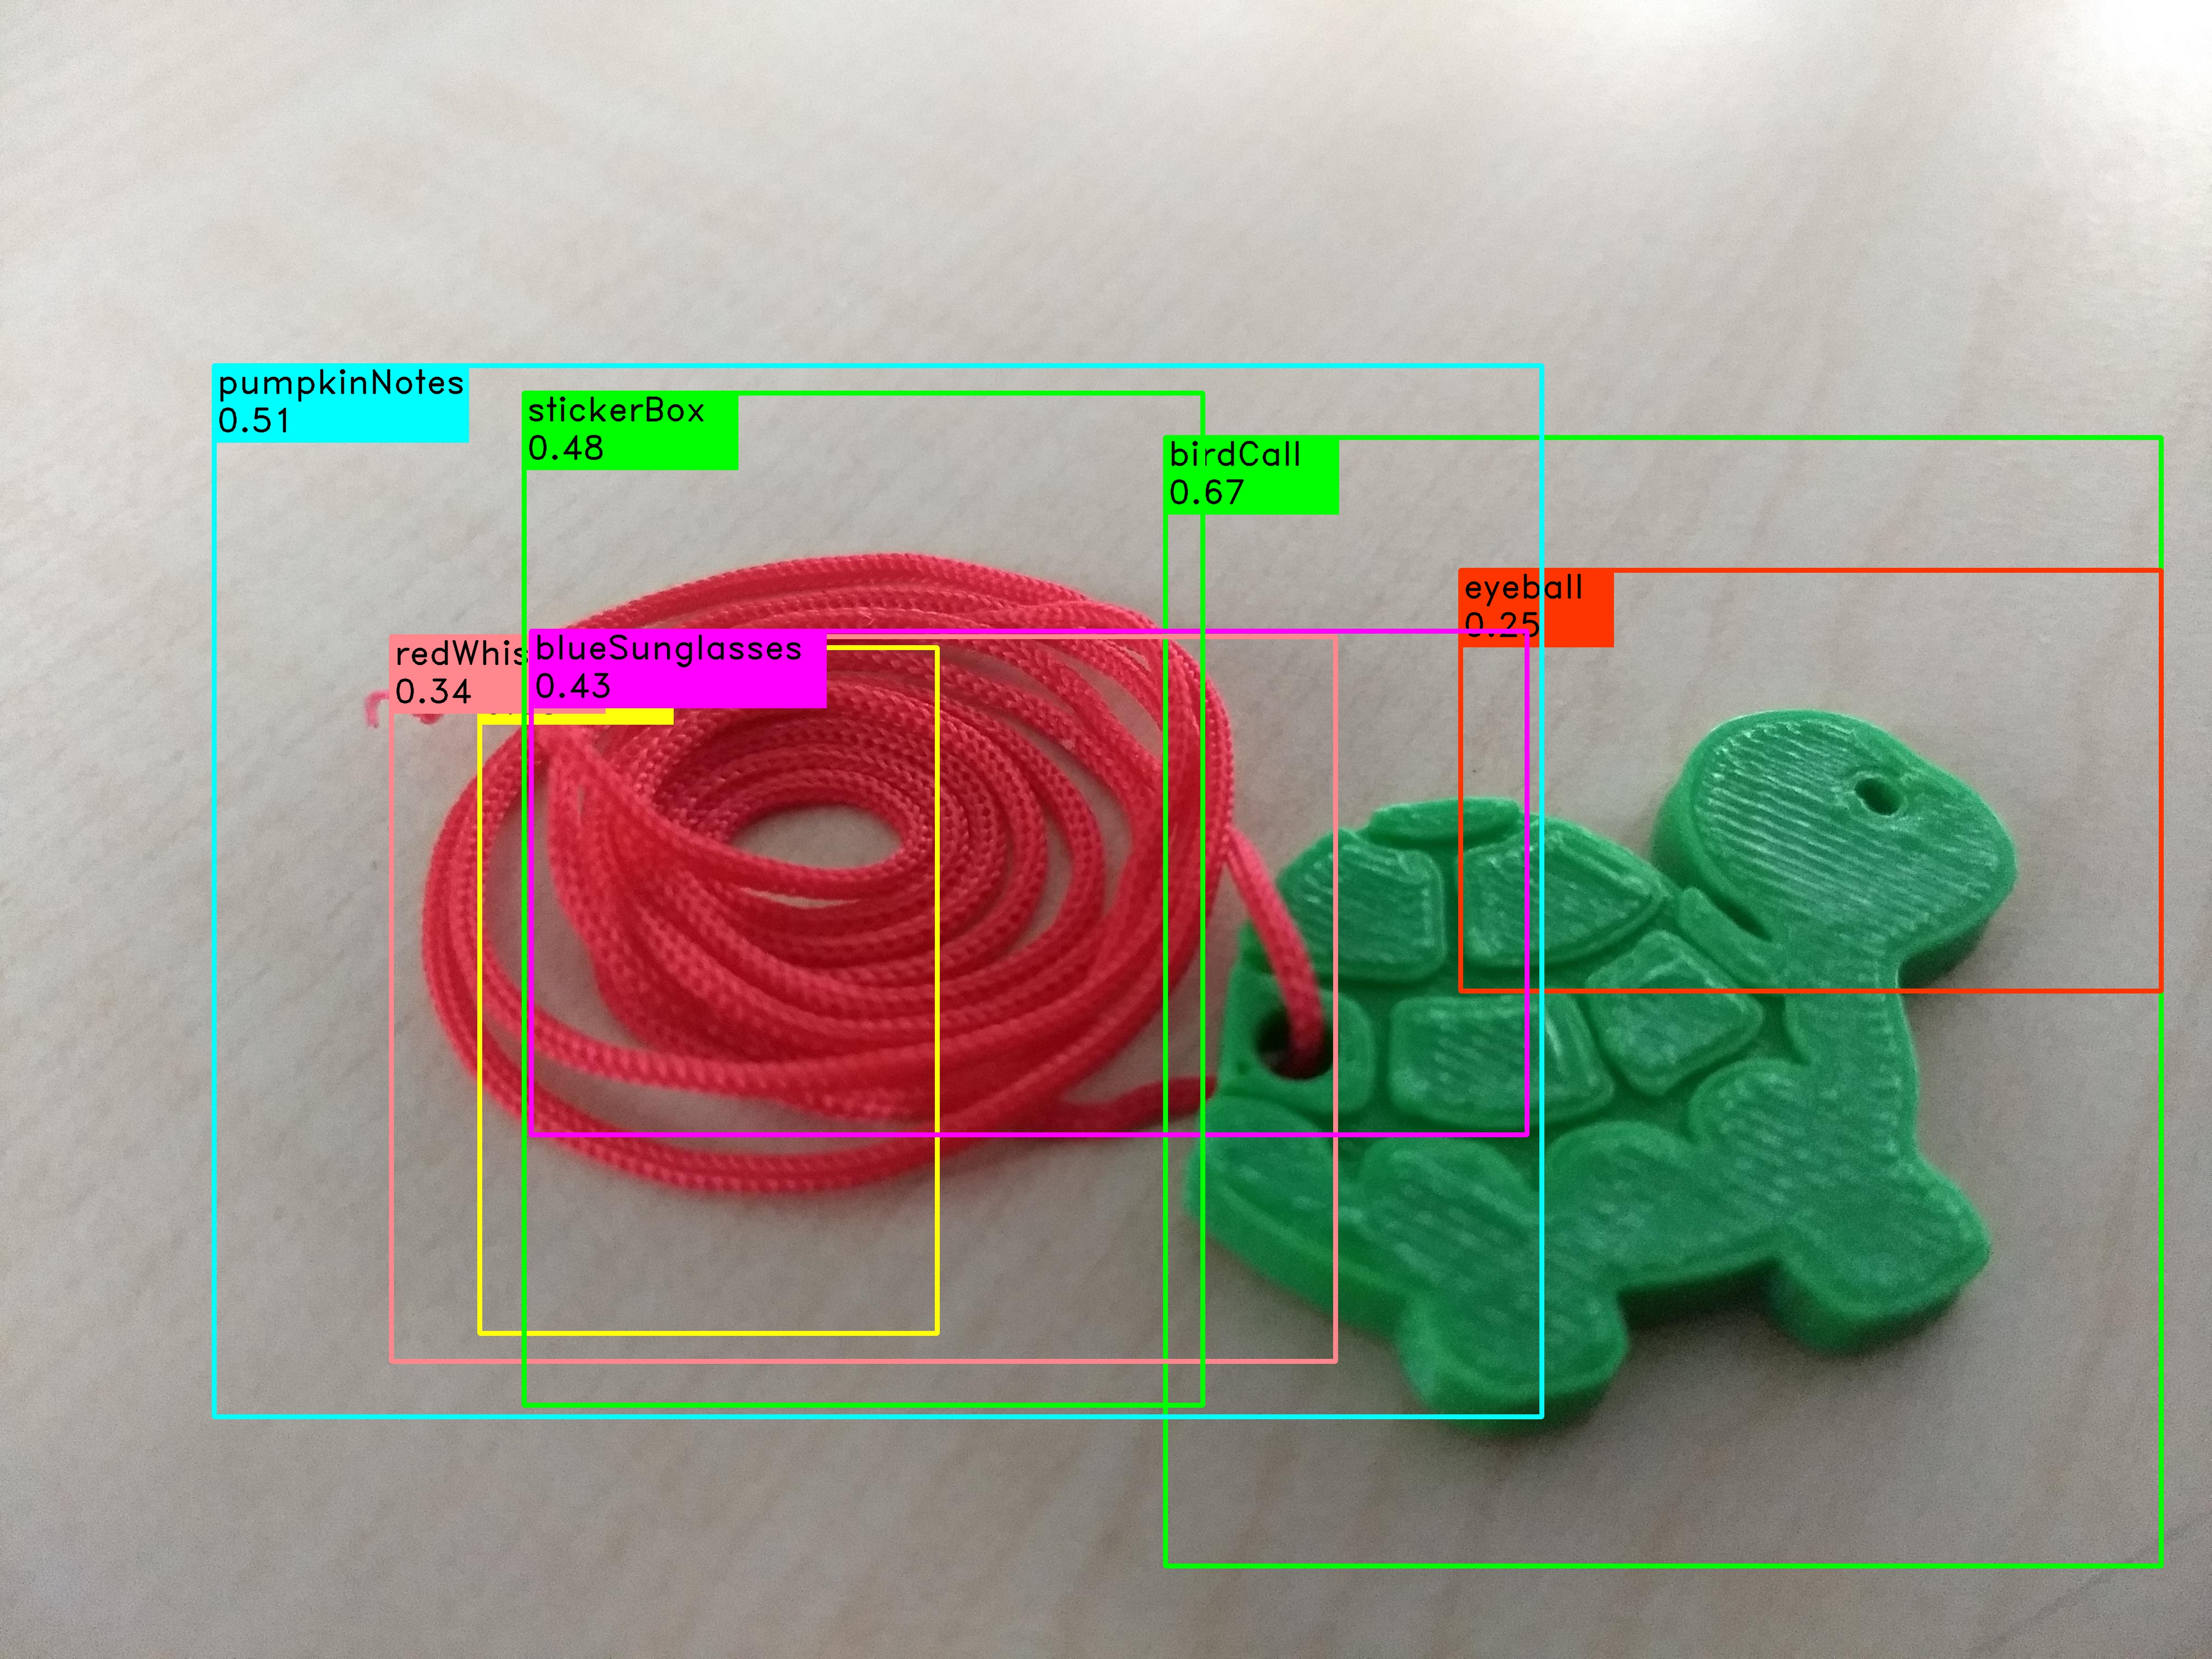 pumpkinNotes
0.51
stickerBox
0.48
birdCall
0.67
eyeball
0.25
redWhis
0.34
blueSunglasses
0.43